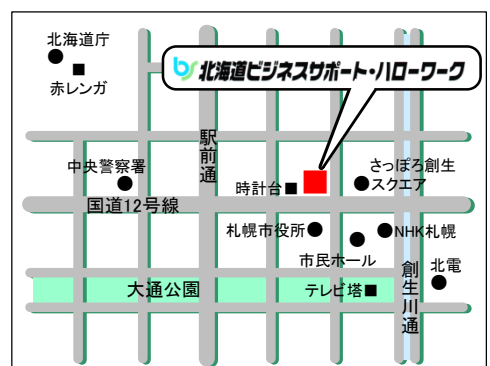 北海道庁
赤レンガ
北海道ビジネスサポート・ハローワーク
駅前通
中央警察署
時計台
さっぽろ創生
スクエア
国道12号線
札幌市役所
NHK札幌
市民ホール
大通公園
テレビ塔
創生川通
北電